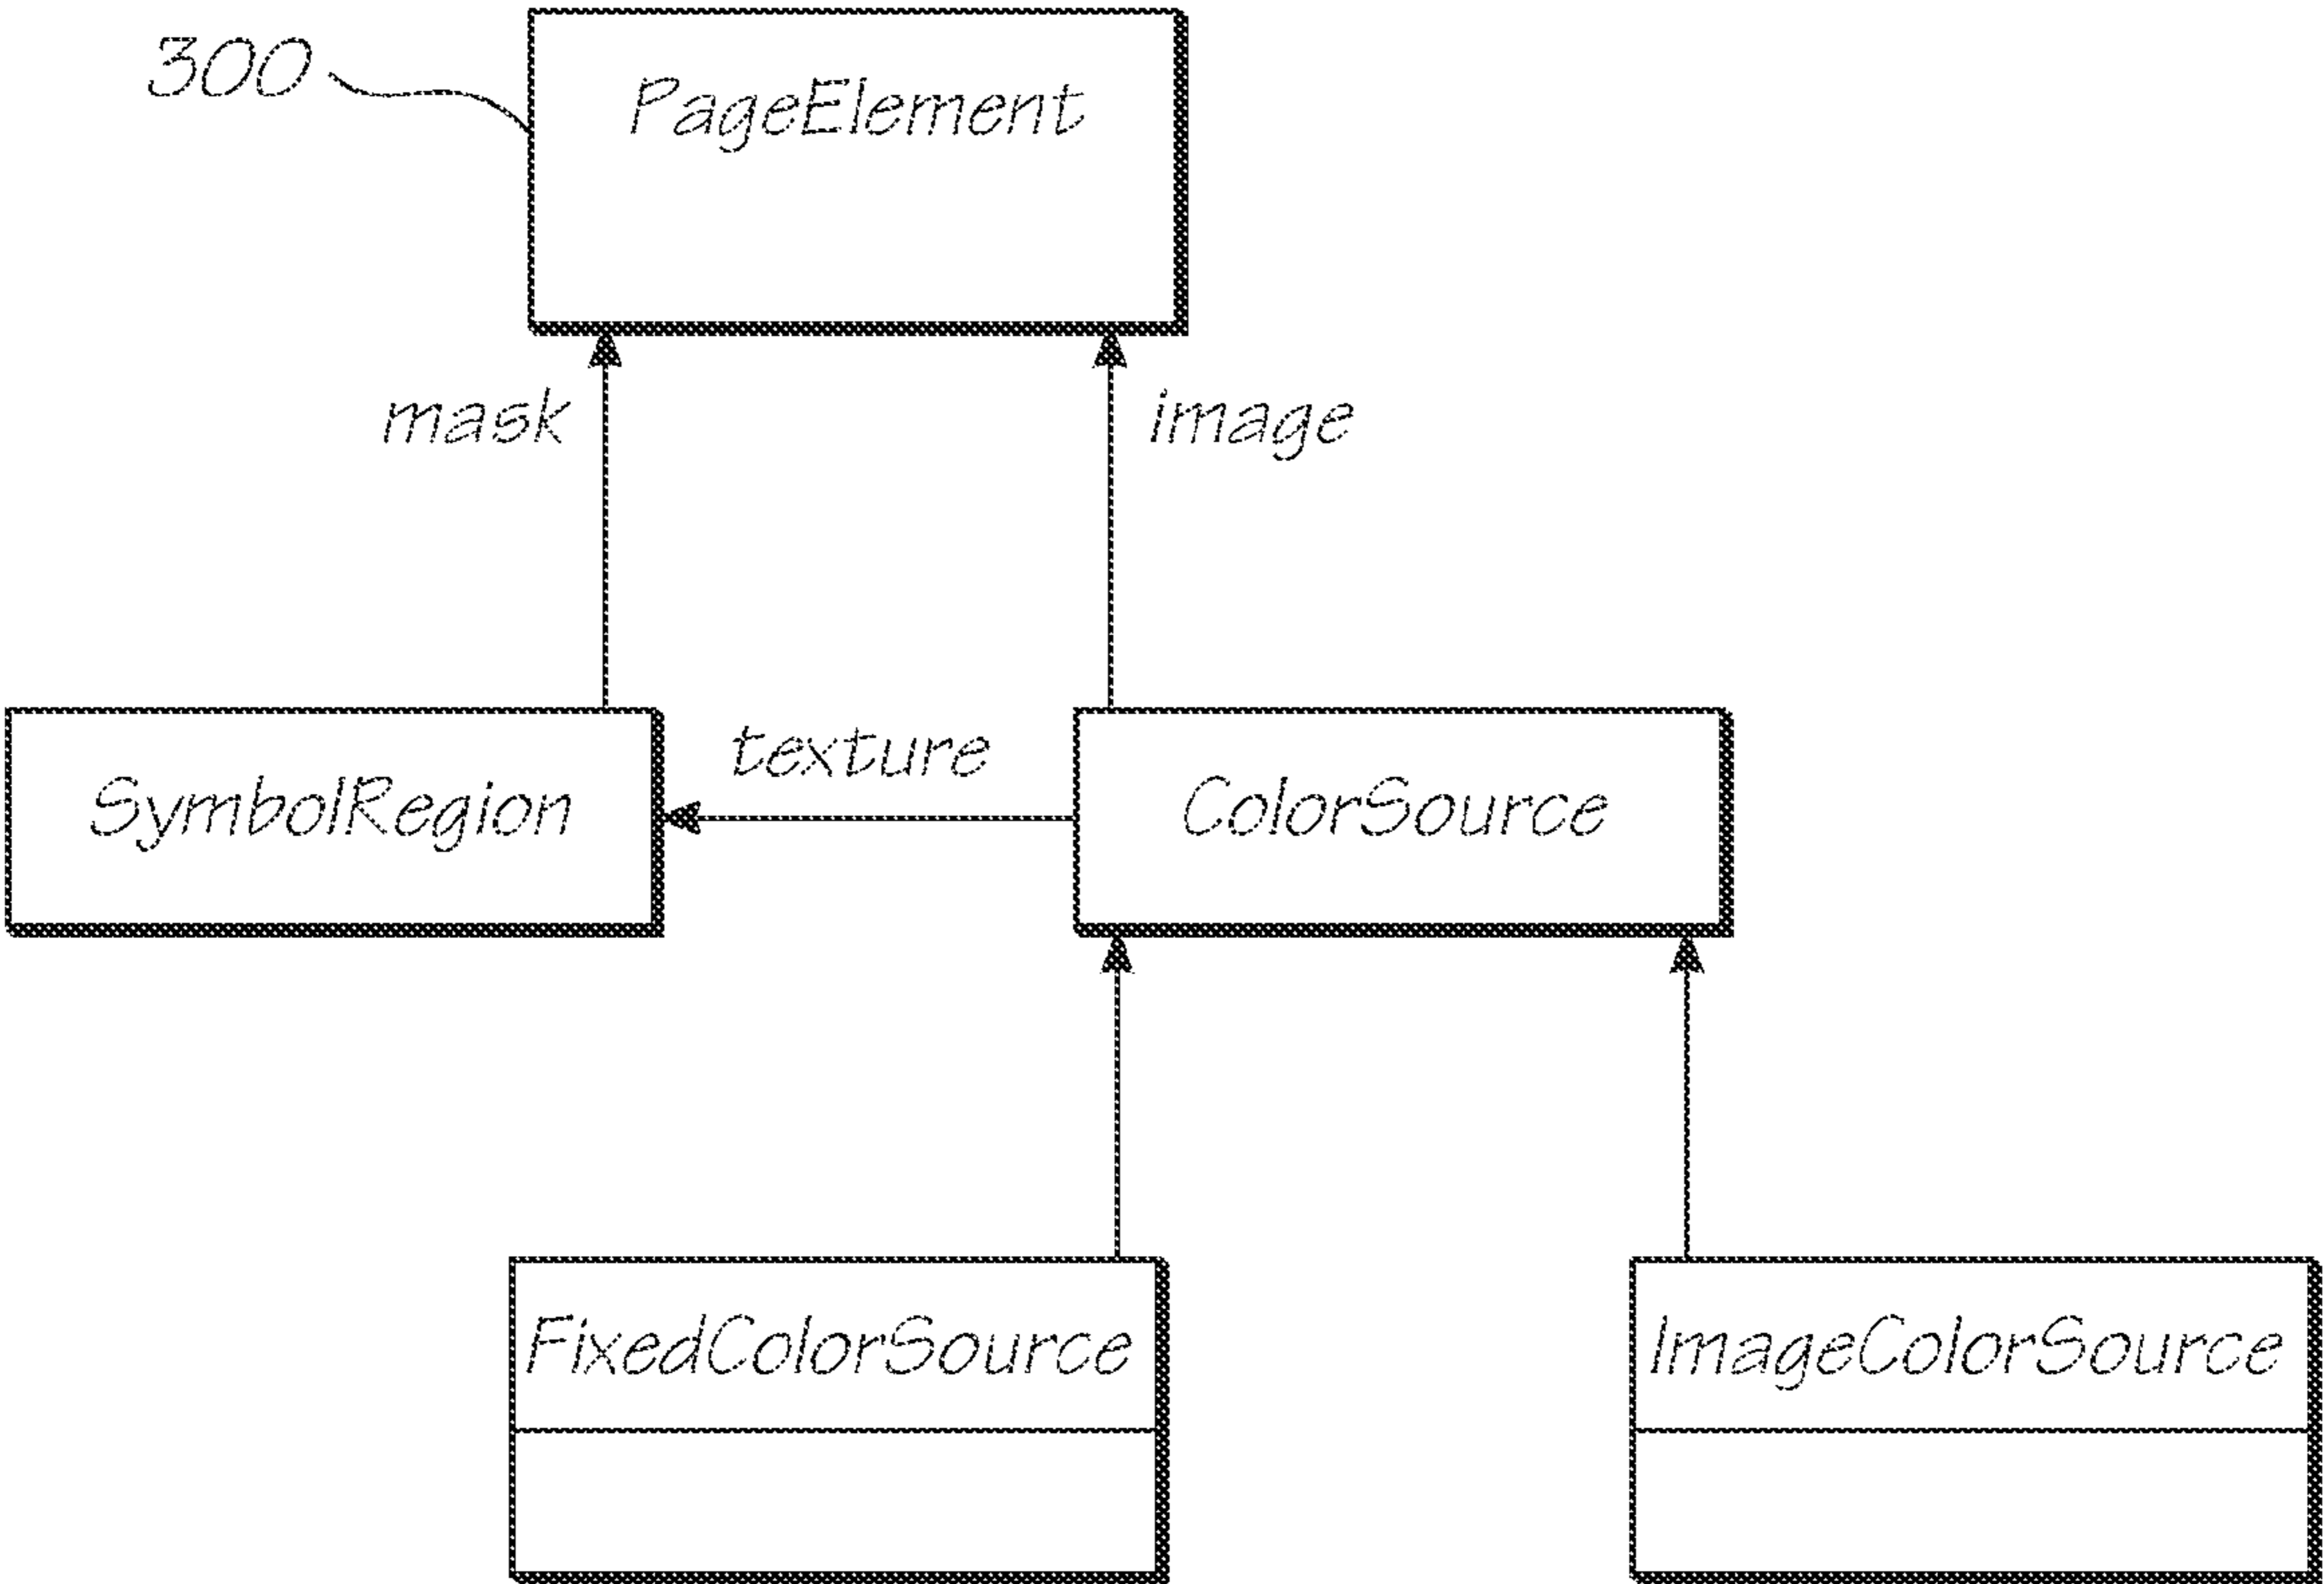 300
PageElement
mask
image
texture
SymbolRegion
ColorSource
FixedColorSource
ImageColorSource